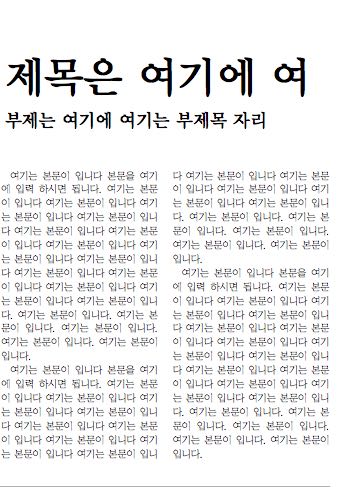 제목은 여기에 여
부제는 여기에 여기는 부제목 자리
여기는 본문이 입니다 본문을 여기
에 입력 하시면 됩니다. 여기는 본문
이 입니다 여기는 본문이 입니다 여기
는 본문이 입니다 여기는 본문이 입니
다 여기는 본문이 입니다 여기는 본문
이 입니다 여기는 본문이 입니다 여기
는 본문이 입니다 여기는 본문이 입니
다 여기는 본문이 입니다 여기는 본문
이 입니다 여기는 본문이 입니다 여기
는 본문이 입니다 여기는 본문이 입니
다. 여기는 본문이 입니다. 여기는 본
문이 입니다. 여기는 본문이 입니다.
여기는 본문이 입니다. 여기는 본문이
입니다.
여기는 본문이 입니다 본문을 여기
에 입력 하시면 됩니다. 여기는 본문
이 입니다 여기는 본문이 입니다 여기
는 본문이 입니다 여기는 본문이 입니
다 여기는 본문이 입니다 여기는 본문
이 입니다 여기는 본문이 입니다 여기
는 본문이 입니다 여기는 본문이 입니
다 여기는 본문이 입니다 여기는 본문
이 입니다 여기는 본문이 입니다 여기
는 본문이 입니다 여기는 본문이 입니
다. 여기는 본문이 입니다. 여기는 본
문이 입니다. 여기는 본문이 입니다.
여기는 본문이 입니다. 여기는 본문이
입니다.
여기는 본문이 입니다 본문을 여기
에 입력 하시면 됩니다. 여기는 본문
이 입니다 여기는 본문이 입니다 여기
는 본문이 입니다 여기는 본문이 입니
다 여기는 본문이 입니다 여기는 본문
이 입니다 여기는 본문이 입니다 여기
는 본문이 입니다 여기는 본문이 입니
다 여기는 본문이 입니다 여기는 본문
이 입니다 여기는 본문이 입니다 여기
는 본문이 입니다 여기는 본문이 입니
다. 여기는 본문이 입니다. 여기는 본
문이 입니다. 여기는 본문이 입니다.
여기는 본문이 입니다. 여기는 본문이
입니다.